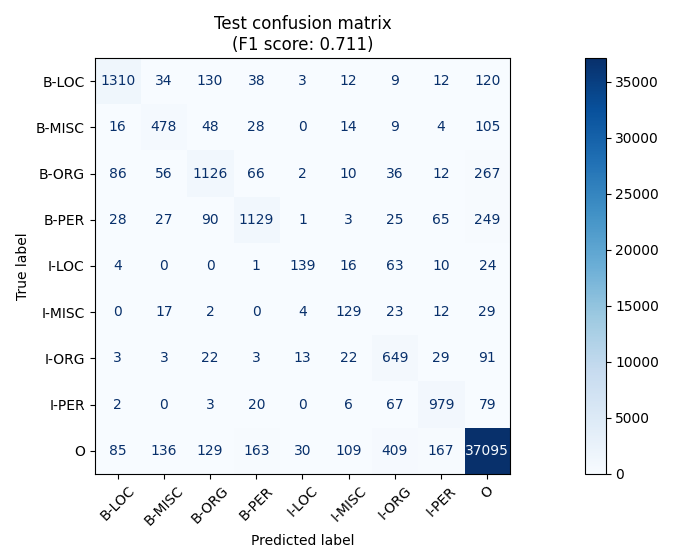 Test confusion matrix
(F1 score: 0.711)
True label
B-LOC 1310 34 130 38 3 12 9 12 120
B-MISC 16 478 48 28 0 14 9 4 105
B-ORG 86 56 1126 66 2 10 36 12 267
B-PER 28 27 90 1129 1 3 25 65 249
I-LOC 4 0 0 1 139 16 63 10 24
I-MISC 0 17 2 0 4 129 23 12 29
I-ORG 3 3 22 3 13 22 649 29 91
I-PER 2 0 3 20 0 6 67 979 79
O 85 136 129 163 30 109 409 167 37095
B-LOC B-MISC B-ORG B-PER I-LOC I-MISC I-ORG I-PER O
Predicted label
35000
30000
25000
20000
15000
10000
5000
0